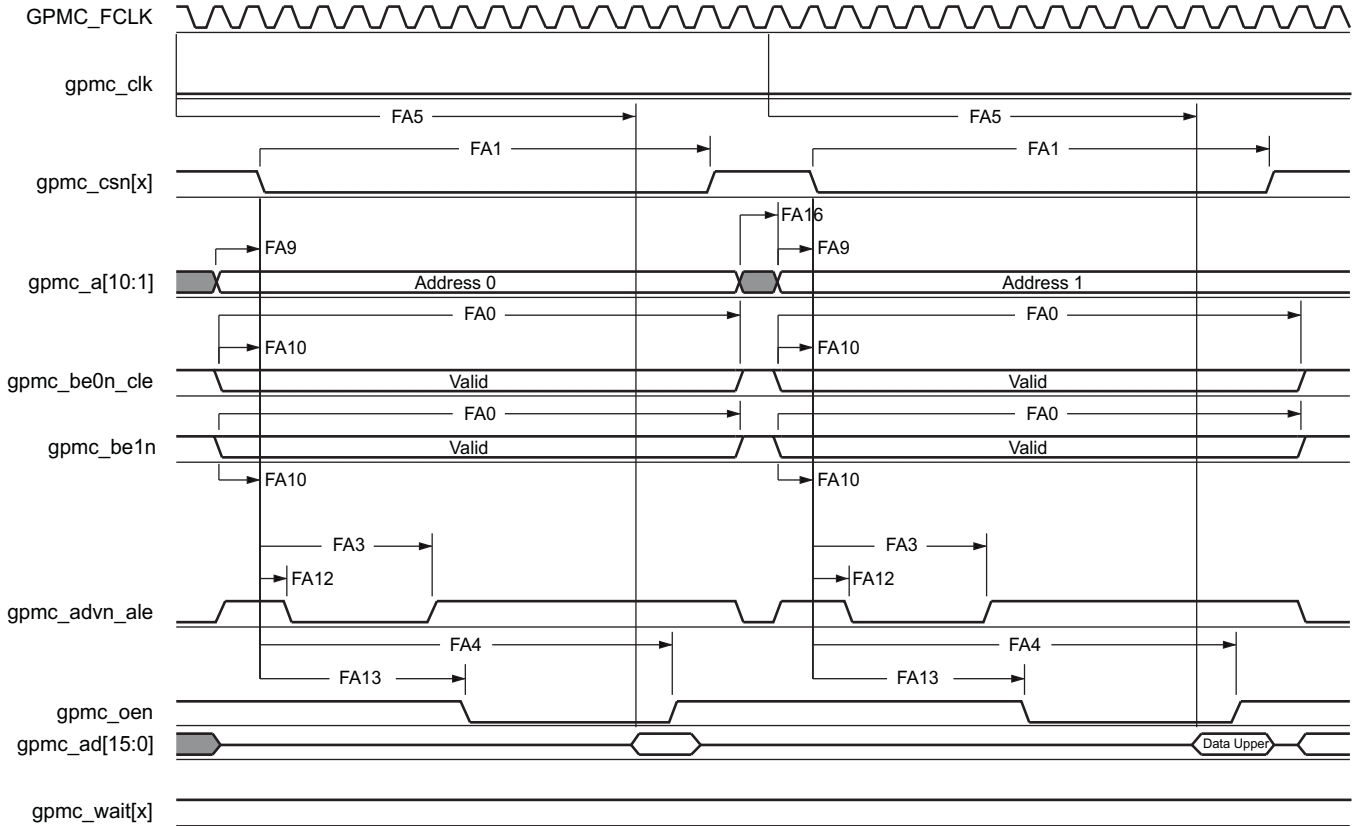 GPMC_FCLK
gpmc_clk
FA5 FA5
FA1 FA1
gpmc_csn[x]
FA16
FA9 FA9
gpmc_a[10:1] Address 0 Address 1
FA0 FA0
FA10 FA10
gpmc_be0n_cle Valid Valid
FA0 FA0
gpmc_be1n Valid Valid
FA10 FA10
FA3 FA3
FA12 FA12
gpmc_advn_ale
FA4 FA4
FA13 FA13
gpmc_oen
gpmc_ad[15:0] Data Upper
gpmc_wait[x]